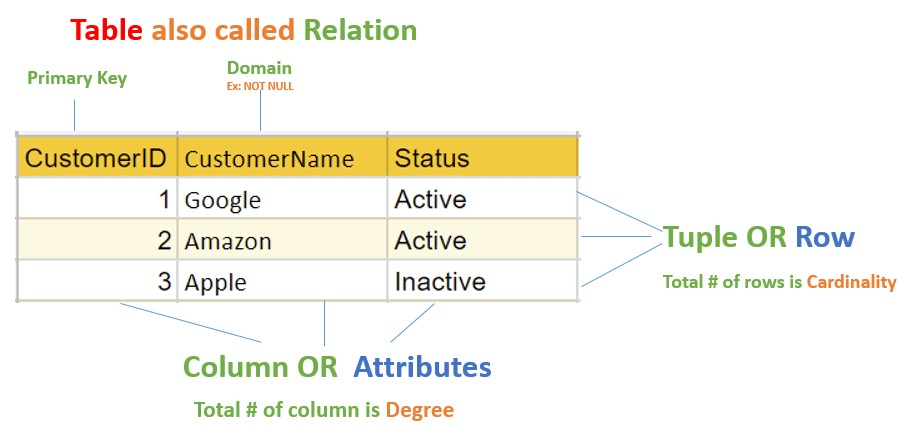 Table also called Relation
Primary Key
Domain
Ex: NOT NULL
CustomerID CustomerName Status
1 Google Active
2 Amazon Active
3 Apple Inactive
Tuple OR Row
Total # of rows is Cardinality
Column OR Attributes
Total # of column is Degree